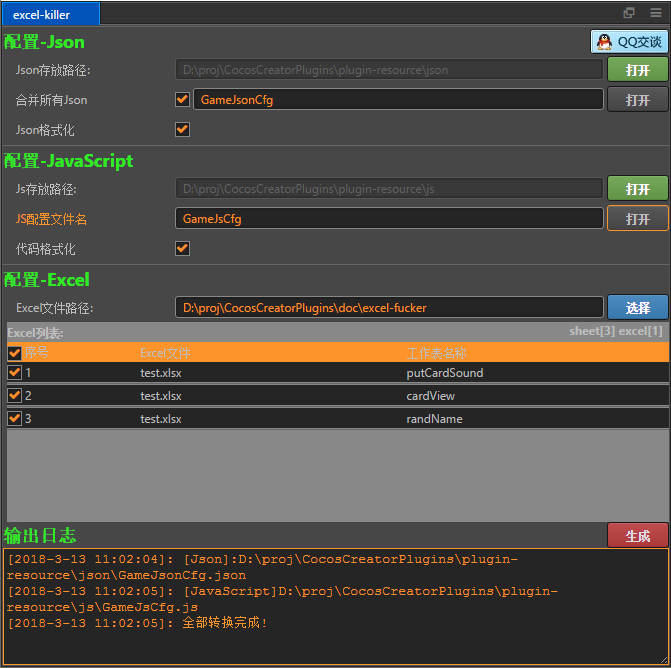 excel-killer
配置-Json
QQ交谈
Json存放路径:
D:\proj\CocosCreatorPlugins\plugin-resource\json
打开
合并所有Json
GameJsonCfg
打开
Json格式化
配置-JavaScript
Js存放路径:
D:\proj\CocosCreatorPlugins\plugin-resource\js
打开
JS配置文件名
GameJsCfg
打开
代码格式化
配置-Excel
Excel文件路径:
D:\proj\CocosCreatorPlugins\doc\excel-fucker
选择
Excel列表:
sheet[3] excel[1]
序号 Excel文件 工作表名称
1 test.xlsx putCardSound
2 test.xlsx cardView
3 test.xlsx randName
输出日志
生成
[2018-3-13 11:02:04]: [Json]:D:\proj\CocosCreatorPlugins\plugin-
resource\json\GameJsonCfg.json
[2018-3-13 11:02:05]: [JavaScript]D:\proj\CocosCreatorPlugins\plugin-
resource\js\GameJsCfg.js
[2018-3-13 11:02:05]: 全部转换完成!